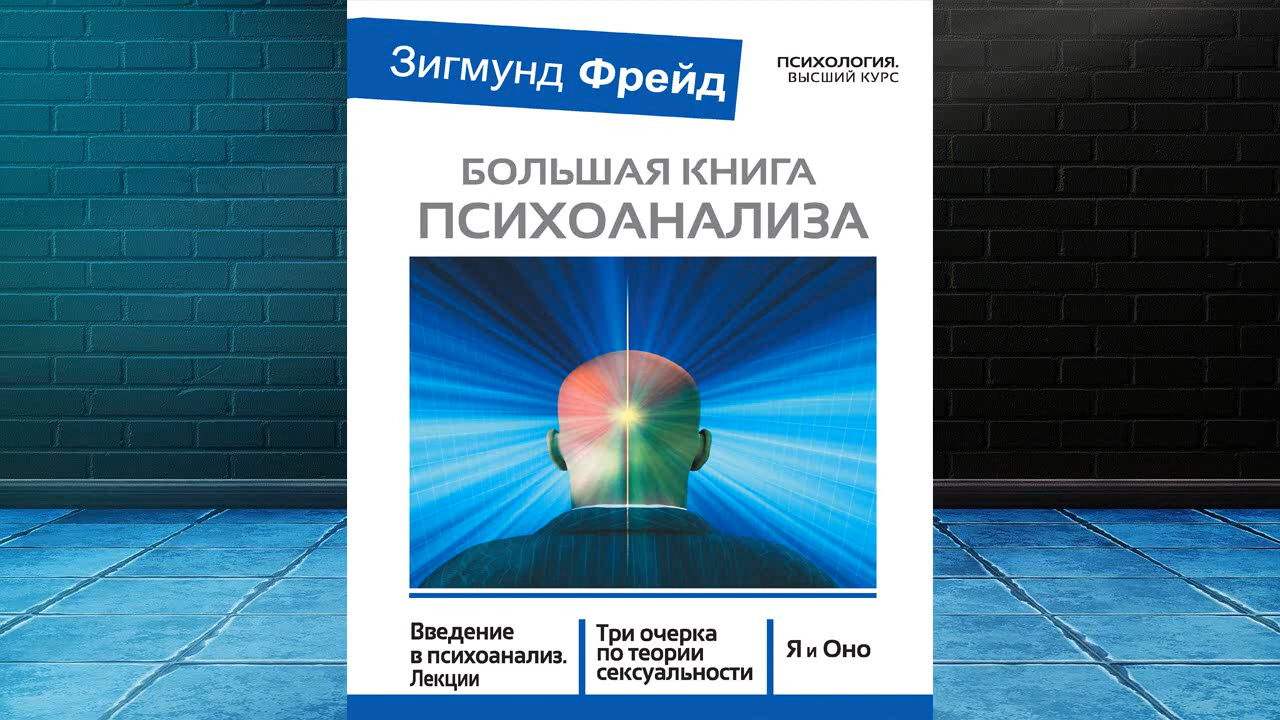 Зигмунд Фрейд
ПСИХОЛОГИЯ.
ВЫСШИЙ КУРС
БОЛЬШАЯ КНИГА
ПСИХОАНАЛИЗА
Введение
в психоанализ.
Лекции
Три очерка
по теории
сексуальности
Я и Оно